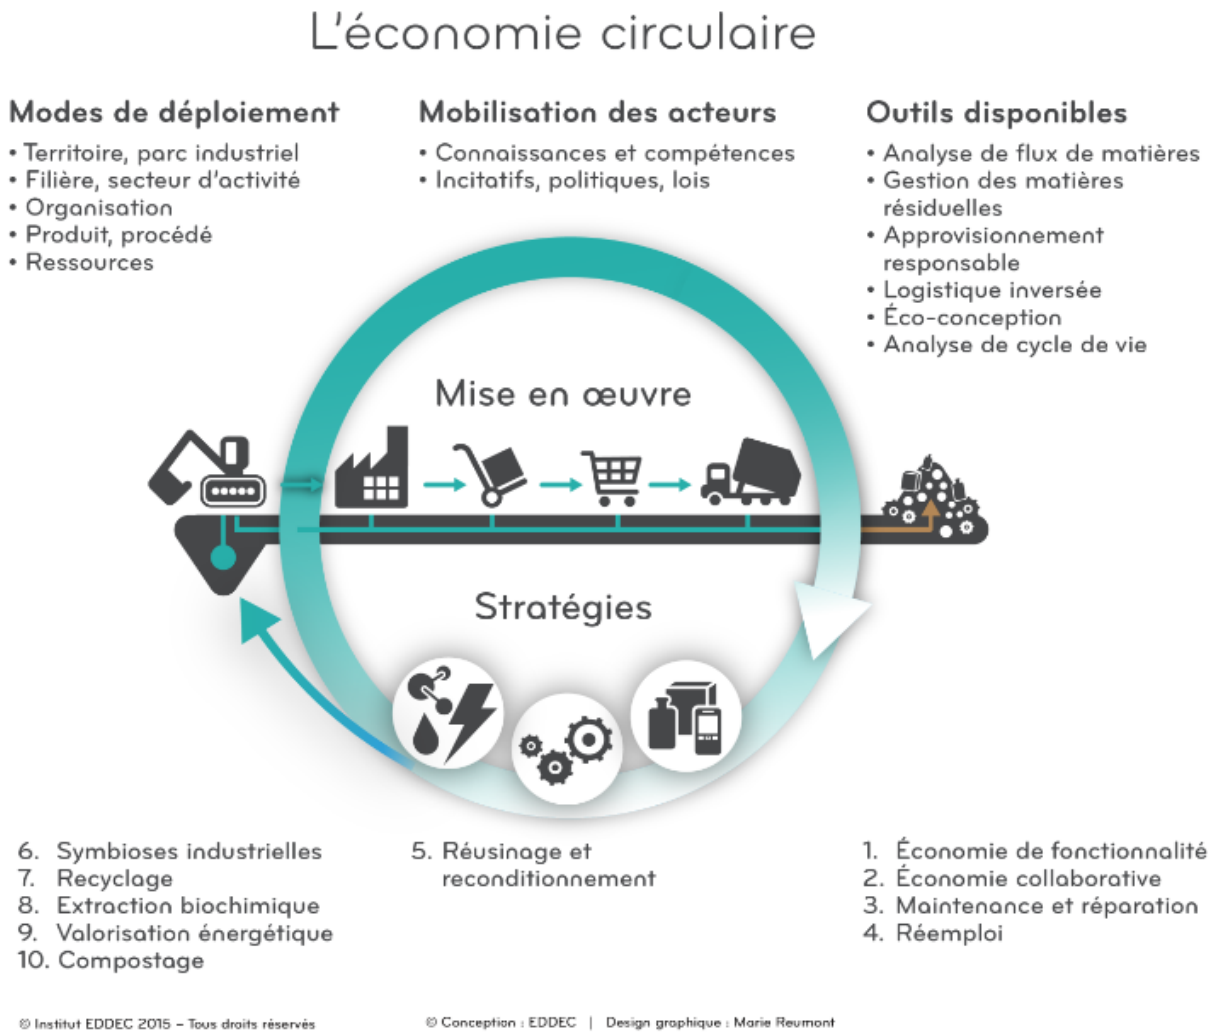 L'économie circulaire
Modes de déploiement
• Territoire, parc industriel
• Filière, secteur d'activité
• Organisation
• Produit, procédé
• Ressources
Mobilisation des acteurs
• Connaissances et compétences
• Incitatifs, politiques, lois
Outils disponibles
• Analyse de flux de matières
• Gestion des matières
résiduelles
• Approvisionnement
responsable
• Logistique inversée
• Éco-conception
• Analyse de cycle de vie
Mise en œuvre
Stratégies
6. Symbioses industrielles
7. Recyclage
8. Extraction biochimique
9. Valorisation énergétique
10. Compostage
5. Réusinage et
reconditionnement
1. Économie de fonctionnalité
2. Économie collaborative
3. Maintenance et réparation
4. Réemploi
© Institut EDDEC 2015 – Tous droits réservés
© Conception : EDDEC | Design graphique : Marie Reumont